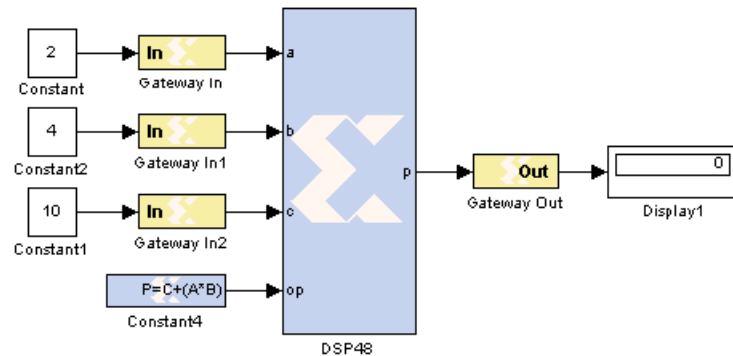 2
Constant
In
Gateway In
a
4
Constant2
In
Gateway In1
b
10
Constant1
In
Gateway In2
c
P=C+(A*B)
Constant4
op
DSP48
p
Out
Gateway Out
0
Display1